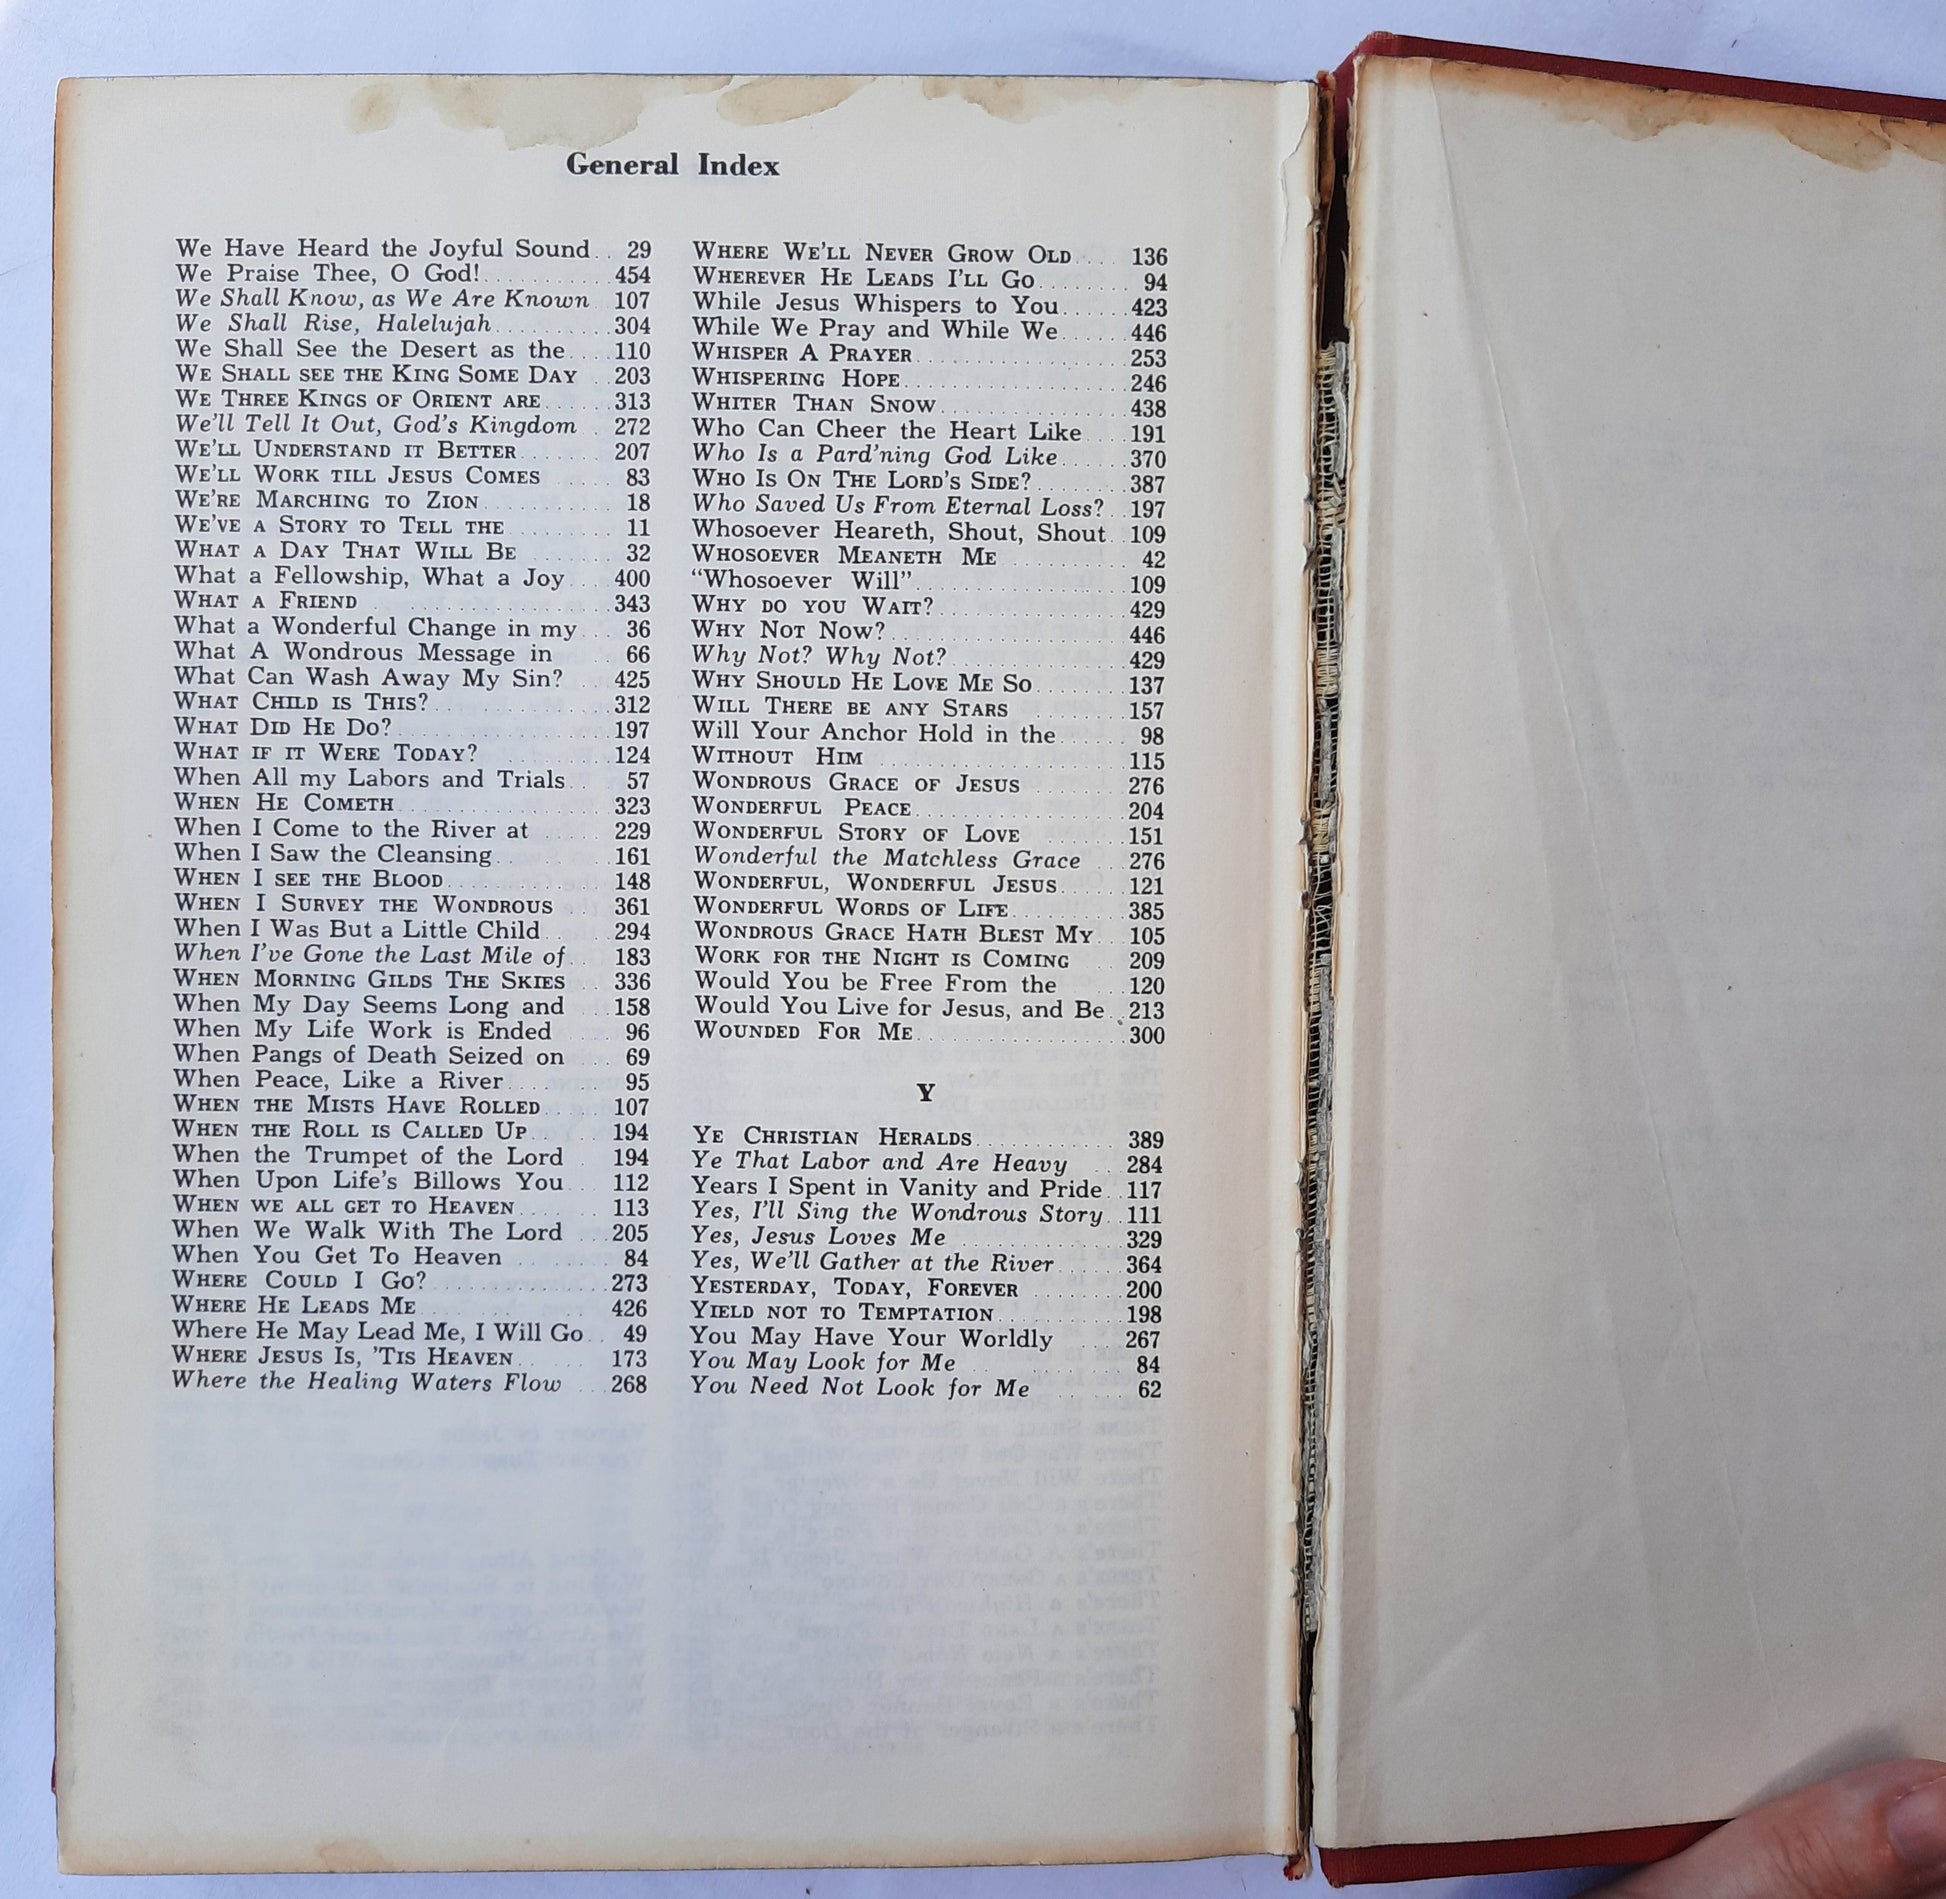 General Index
We Have Heard the Joyful Sound.. 29
We Praise Thee, O God!..........454
We Shall Know, as We Are Known 107
We Shall Rise, Halelujah..........304
We Shall See the Desert as the....110
WE SHALL SEE THE KING SOME DAY ..203
WE THREE KINGS OF ORIENT ARE......313
We'll Tell It Out, God's Kingdom . 272
WE'LL UNDERSTAND IT BETTER....... 207
WE'LL WORK TILL JESUS COMES ..... 83
WE'RE MARCHING TO ZION........... 18
WE'VE A STORY TO TELL THE ......... 11
WHAT A DAY THAT WILL BE ....... 32
What a Fellowship, What a Joy ... 400
WHAT A FRIEND ................343
What a Wonderful Change in my... 36
What A Wondrous Message in .. 66
What Can Wash Away My Sin? .. 425
WHAT CHILD IS THIS?..............312
WHAT DID HE DO?.................197
WHAT IF IT WERE TODAY? .........124
When All my Labors and Trials.. 57
WHEN HE COMETH................323
When I Come to the River at ..... 229
When I Saw the Cleansing.........161
WHEN I SEE THE BLOOD.............148
WHEN I SURVEY THE WONDROUS .. 361
When I Was But a Little Child.... 294
When I've Gone the Last Mile of.. 183
WHEN MORNING GILDS THE SKIES ... 336
When My Day Seems Long and ...158
When My Life Work is Ended .... 96
When Pangs of Death Seized on ... 69
When Peace, Like a River........ 95
WHEN THE MISTS HAVE ROLLED.... 107
WHEN THE ROLL IS CALLED UP..... 194
When the Trumpet of the Lord . 194
When Upon Life's Billows You... 112
WHEN WE ALL GET TO HEAVEN...... 113
When We Walk With The Lord ...205
When You Get To Heaven ....... 84
WHERE COULD I GO?..............273
WHERE HE LEADS ME........ 426
Where He May Lead Me, I Will Go.. 49
WHERE JESUS IS, 'TIS HEAVEN..... 173
Where the Healing Waters Flow ...268
WHERE WE'LL NEVER GROW OLD.... 136
WHEREVER HE LEADS I'LL GO........ 94
While Jesus Whispers to You......423
While We Pray and While We......446
WHISPER A PRAYER.................253
WHISPERING HOPE..................246
WHITER THAN SNOW...............438
Who Can Cheer the Heart Like ....191
Who Is a Pard'ning God Like......370
WHO IS ON THE LORD'S SIDE?........387
Who Saved Us From Eternal Loss?..197
Whosoever Heareth, Shout, Shout..109
WHOSOEVER MEANETH ME ......... 42
"Whosoever Will"................109
WHY DO YOU WAIT?...............429
WHY NOT NOW?...................446
Why Not? Why Not?..............429
WHY SHOULD HE LOVE ME SO........137
WILL THERE BE ANY STARS ........157
Will Your Anchor Hold in the...... 98
WITHOUT HIM ..................115
WONDROUS GRACE OF JESUS .......276
WONDERFUL PEACE................204
WONDERFUL STORY OF LOVE .......151
Wonderful the Matchless Grace ...276
WONDERFUL, WONDERFUL JESUS......121
WONDERFUL WORDS OF LIFE.........385
WONDROUS GRACE HATH BLEST MY...105
WORK FOR THE NIGHT IS COMING ...209
Would You be Free From the ....120
Would You Live for Jesus, and Be..213
WOUNDED FOR ME.................300
Y
YE CHRISTIAN HERALDS............389
Ye That Labor and Are Heavy ..284
Years I Spent in Vanity and Pride..117
Yes, I'll Sing the Wondrous Story..111
Yes, Jesus Loves Me .............329
Yes, We'll Gather at the River......364
YESTERDAY, TODAY, FOREVER ........200
YIELD NOT TO TEMPTATION..........198
You May Have Your Worldly ....267
You May Look for Me ........... 84
You Need Not Look for Me ...... 62